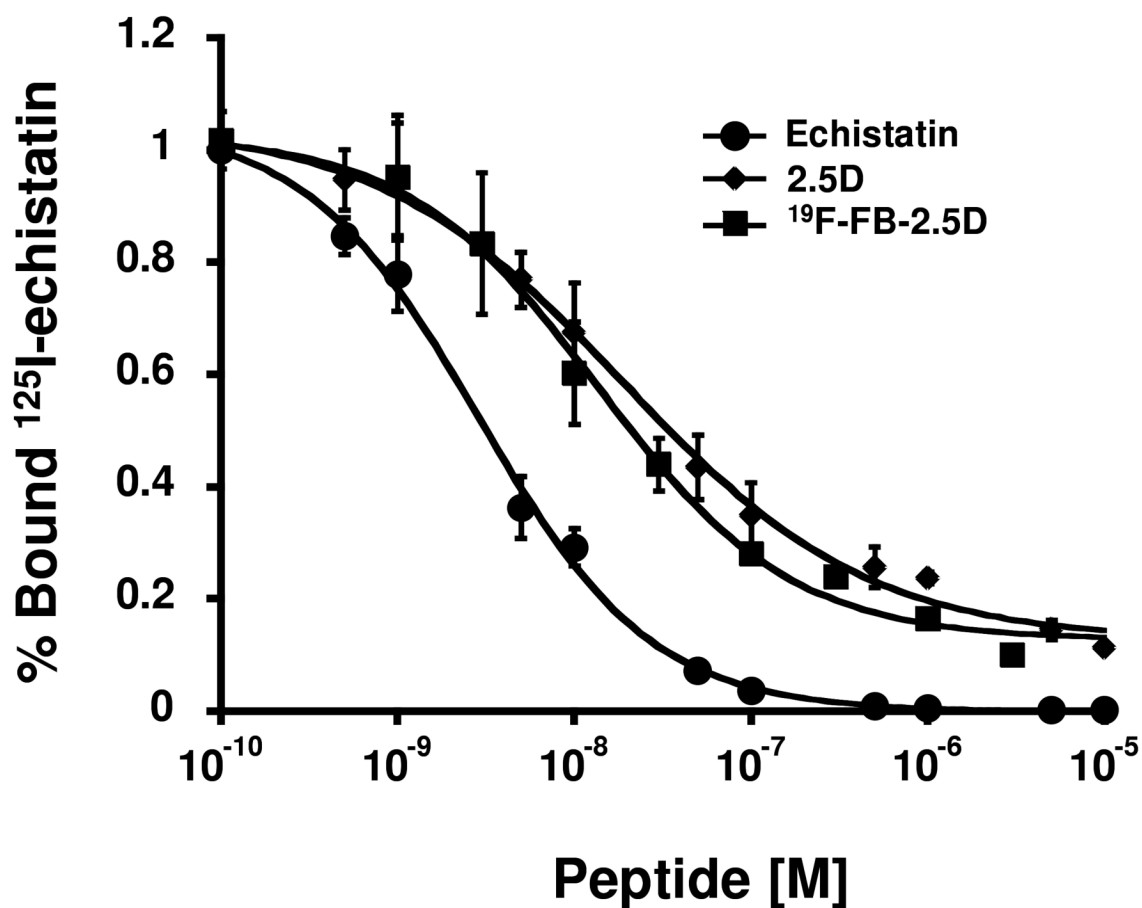 1.2
1
0.8
0.6
0.4
0.2
0
% Bound ¹²⁵I-echistatin
Echistatin
2.5D
¹⁹F-FB-2.5D
10⁻¹⁰ 10⁻⁹ 10⁻⁸ 10⁻⁷ 10⁻⁶ 10⁻⁵
Peptide [M]